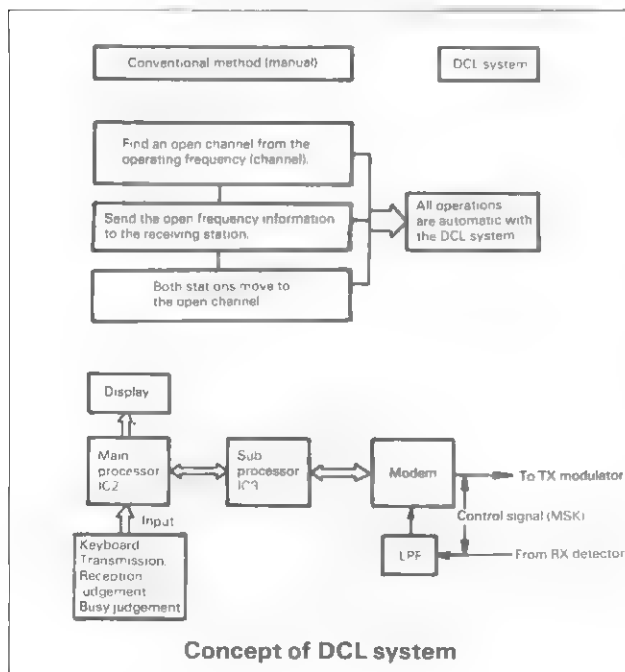 Conventional method (manual)
DCL system
Find an open channel from the
operating frequency (channel).
Send the open frequency information
to the receiving station.
Both stations move to
the open channel
All operations
are automatic with
the DCL system
Display
Main
processor
IC2
Sub
processor
IC3
Modem
To TX modulator
Control signal (MSK)
Input
Keyboard
Transmission.
Reception
judgement
Busy judgement
LPF
From RX detector
Concept of DCL system